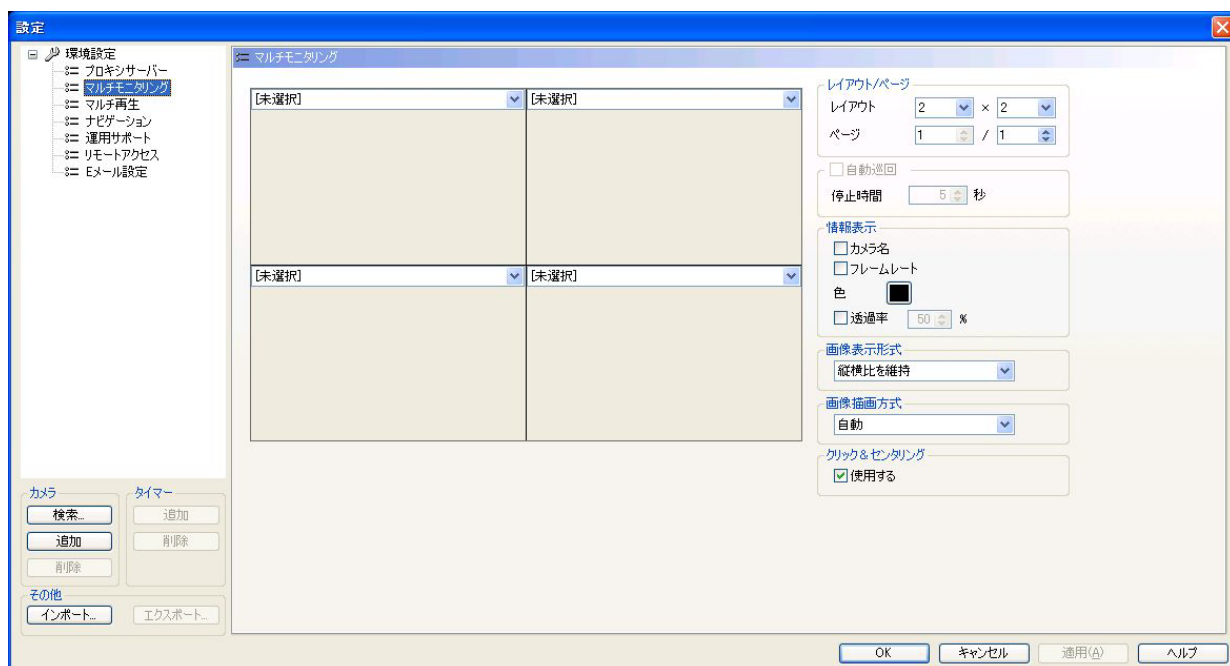 設定
環境設定
プロキシサーバー
マルチモニタリング
マルチ再生
ナビゲーション
運用サポート
リモートアクセス
Eメール設定
カメラ
検索...
追加
削除
タイマー
追加
削除
その他
インポート...
エクスポート...
マルチモニタリング
[未選択]
[未選択]
[未選択]
[未選択]
レイアウト/ページ
レイアウト 2 × 2
ページ 1 / 1
自動巡回
停止時間 5 秒
情報表示
カメラ名
フレームレート
色
透過率 50 %
画像表示形式
縦横比を維持
画像描画方式
自動
クリック&センタリング
使用する
OK キャンセル 適用(A) ヘルプ